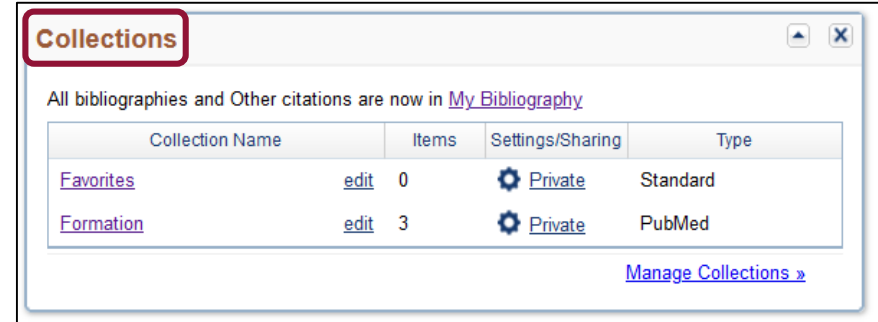 Collections
All bibliographies and Other citations are now in My Bibliography
Collection Name Items Settings/Sharing Type
Favorites edit 0 Private Standard
Formation edit 3 Private PubMed
Manage Collections »